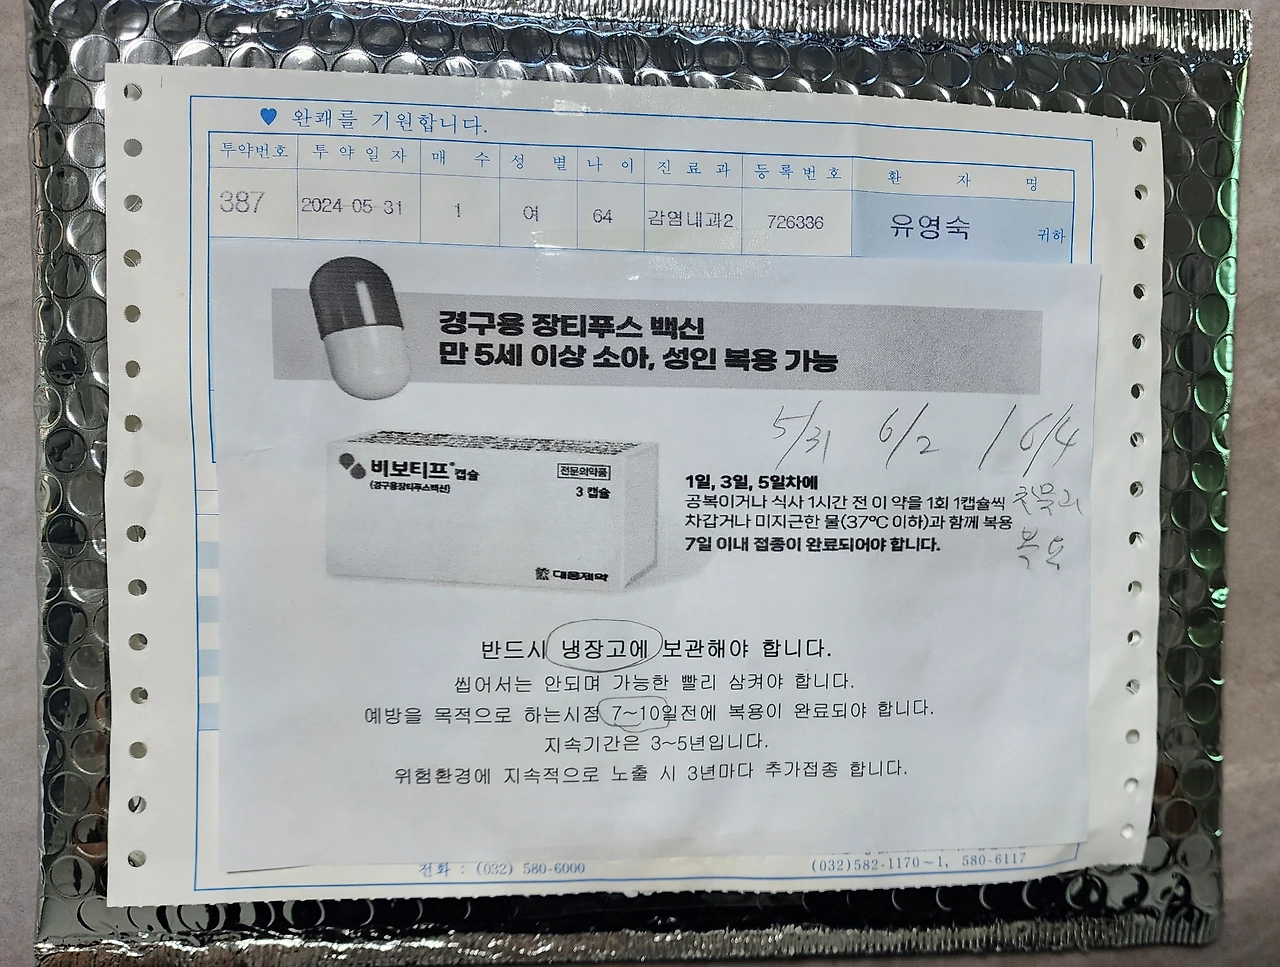 ♥ 완쾌를 기원합니다.
투약번호 투약일자 매 수 성 별 나 이 진료과 등록번호 환 자 명
387 2024-05-31 1 여 64 감염내과2 726336 유영숙 귀하
경구용 장티푸스 백신
만 5세 이상 소아, 성인 복용 가능
5/31 6/2 / 6/4
비보티프® 캡슐
(경구용장티푸스백신)
전문의약품
3 캡슐
대웅제약
1일, 3일, 5일차에
공복이거나 식사 1시간 전 이 약을 1회 1캡슐씩
차갑거나 미지근한 물(37℃ 이하)과 함께 복용
7일 이내 접종이 완료되어야 합니다.
찬물과
복용
반드시 냉장고에 보관해야 합니다.
씹어서는 안되며 가능한 빨리 삼켜야 합니다.
예방을 목적으로 하는시점 7~10일전에 복용이 완료되야 합니다.
지속기간은 3~5년입니다.
위험환경에 지속적으로 노출 시 3년마다 추가접종 합니다.
전화 : (032) 580-6000
(032)582-1170~1, 580-6117